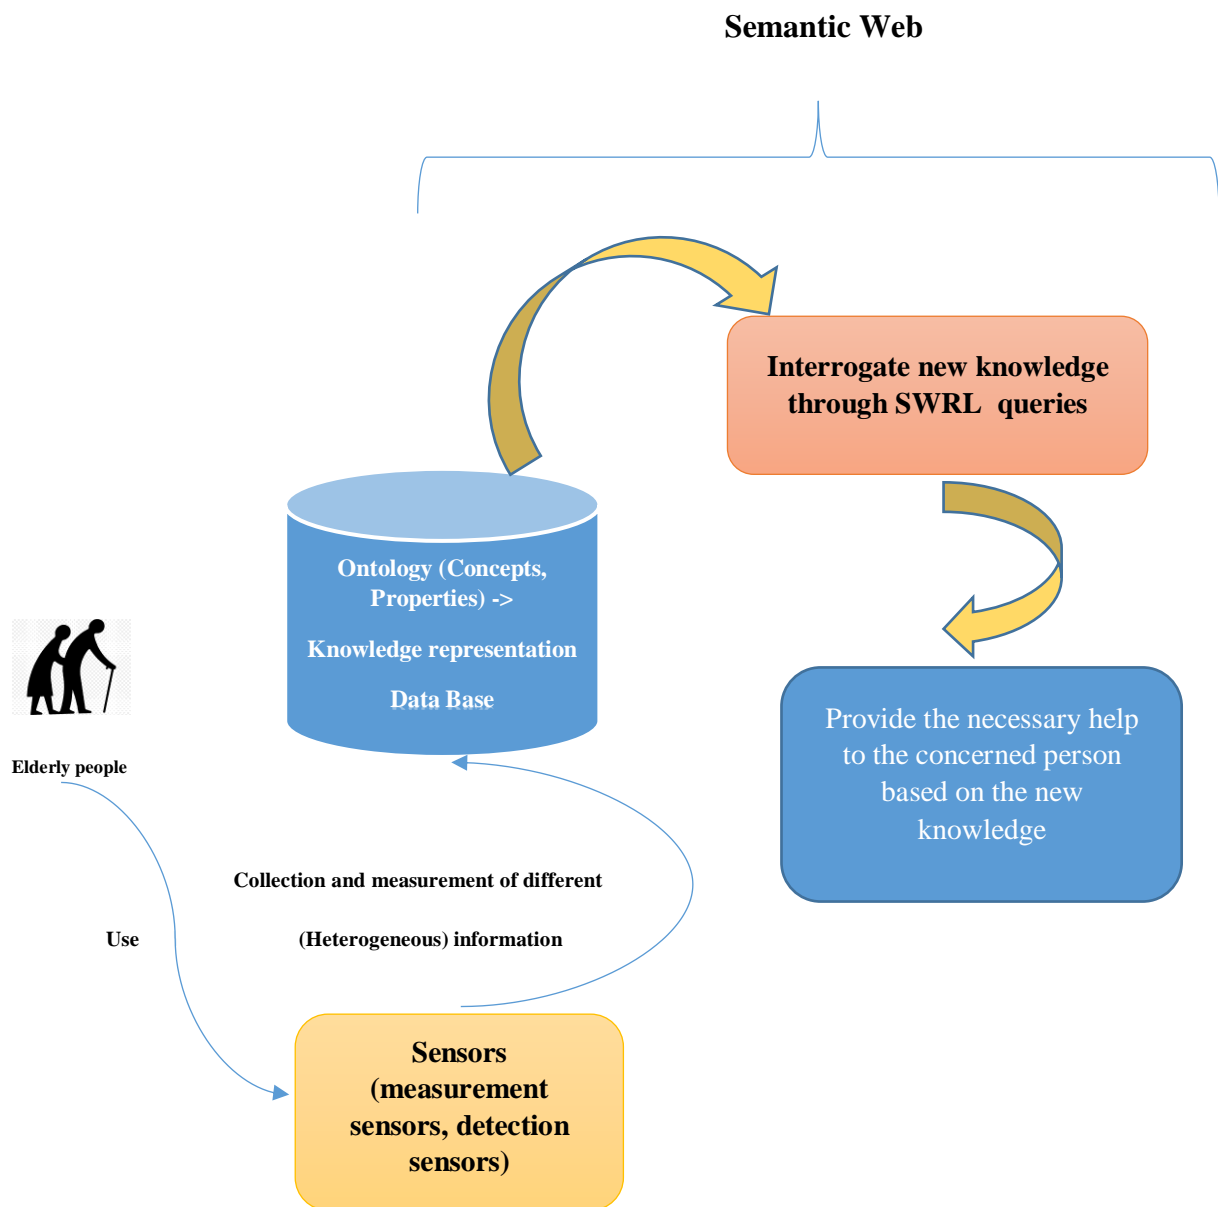 Semantic Web
Interrogate new knowledge
through SWRL queries
Ontology (Concepts,
Properties) ->
Knowledge representation
Data Base
Provide the necessary help
to the concerned person
based on the new
knowledge
Elderly people
Collection and measurement of different
Use
(Heterogeneous) information
Sensors
(measurement
sensors, detection
sensors)